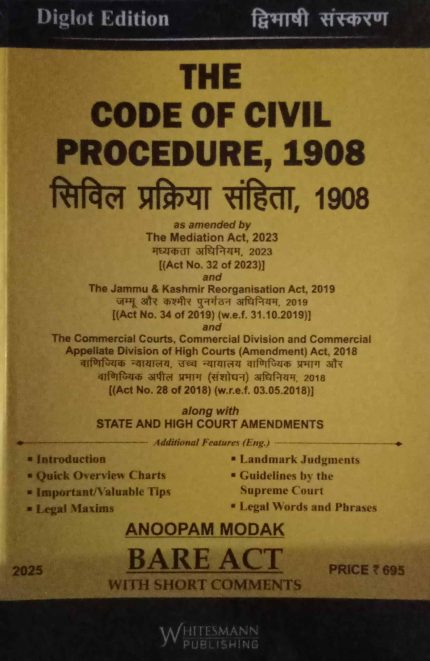 Diglot Edition द्विभाषी संस्करण
THE
CODE OF CIVIL
PROCEDURE, 1908
सिविल प्रक्रिया संहिता, 1908
as amended by
The Mediation Act, 2023
मध्यकता अधिनियम, 2023
[(Act No. 32 of 2023)]
and
The Jammu & Kashmir Reorganisation Act, 2019
जम्मू और कश्मीर पुनर्गठन अधिनियम, 2019
[(Act No. 34 of 2019) (w.e.f. 31.10.2019)]
and
The Commercial Courts, Commercial Division and Commercial
Appellate Division of High Courts (Amendment) Act, 2018
वाणिज्यिक न्यायालय, उच्च न्यायालय वाणिज्यिक प्रभाग और
वाणिज्यिक अपील प्रभाग (संशोधन) अधिनियम, 2018
[(Act No. 28 of 2018) (w.r.e.f. 03.05.2018)]
along with
STATE AND HIGH COURT AMENDMENTS
Additional Features (Eng.)
▪ Introduction
▪ Quick Overview Charts
▪ Important/Valuable Tips
▪ Legal Maxims
▪ Landmark Judgments
▪ Guidelines by the
Supreme Court
▪ Legal Words and Phrases
ANOOPAM MODAK
BARE ACT
2025 PRICE ₹ 695
WITH SHORT COMMENTS
WHITESMANN
PUBLISHING